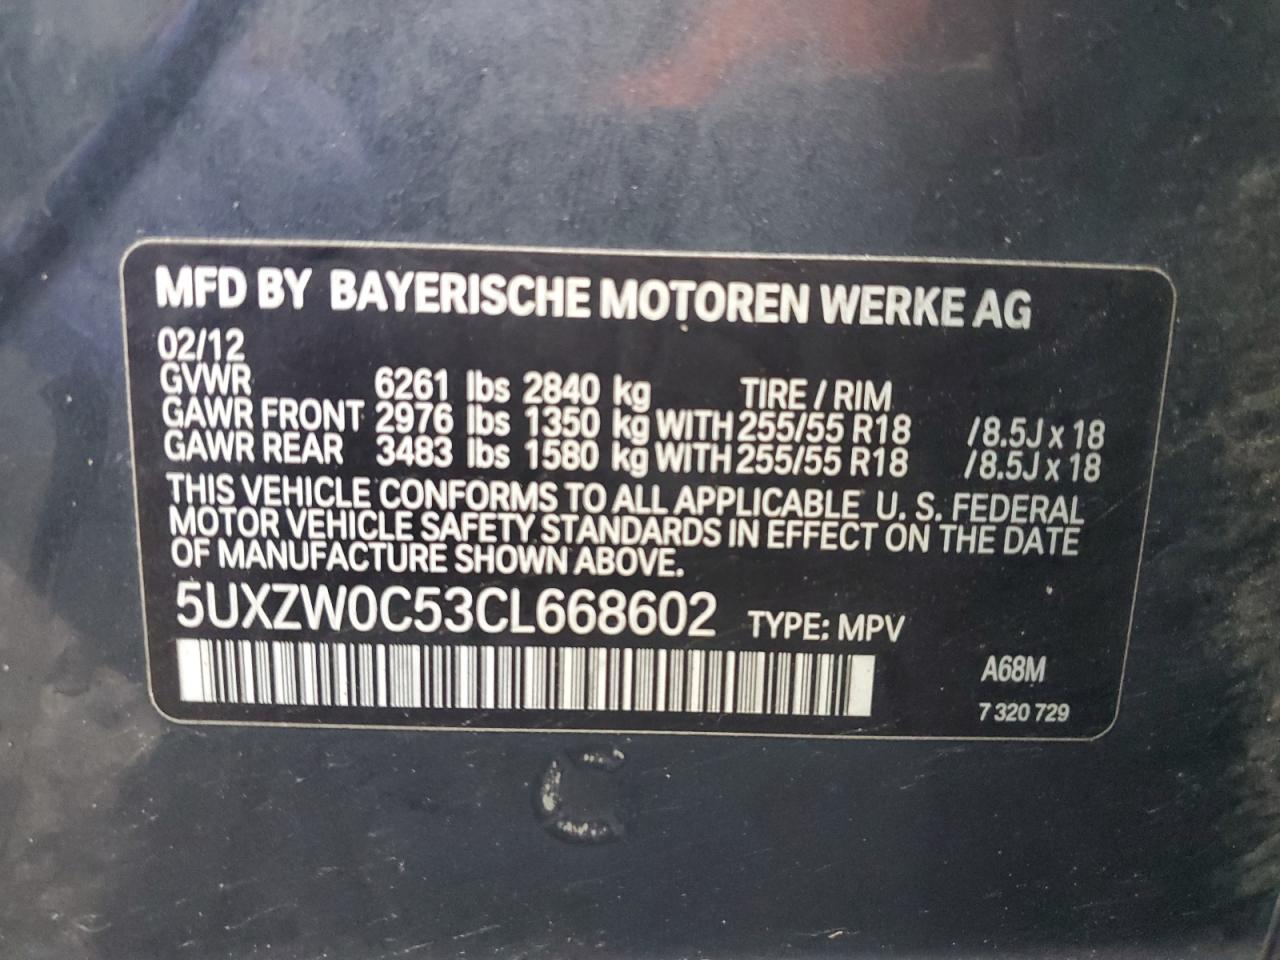 MFD BY BAYERISCHE MOTOREN WERKE AG
02/12
GVWR 6261 lbs 2840 kg TIRE / RIM
GAWR FRONT 2976 lbs 1350 kg WITH 255/55 R18 /8.5J x 18
GAWR REAR 3483 lbs 1580 kg WITH 255/55 R18 /8.5J x 18
THIS VEHICLE CONFORMS TO ALL APPLICABLE U. S. FEDERAL
MOTOR VEHICLE SAFETY STANDARDS IN EFFECT ON THE DATE
OF MANUFACTURE SHOWN ABOVE.
5UXZW0C53CL668602 TYPE: MPV
A68M
7 320 729